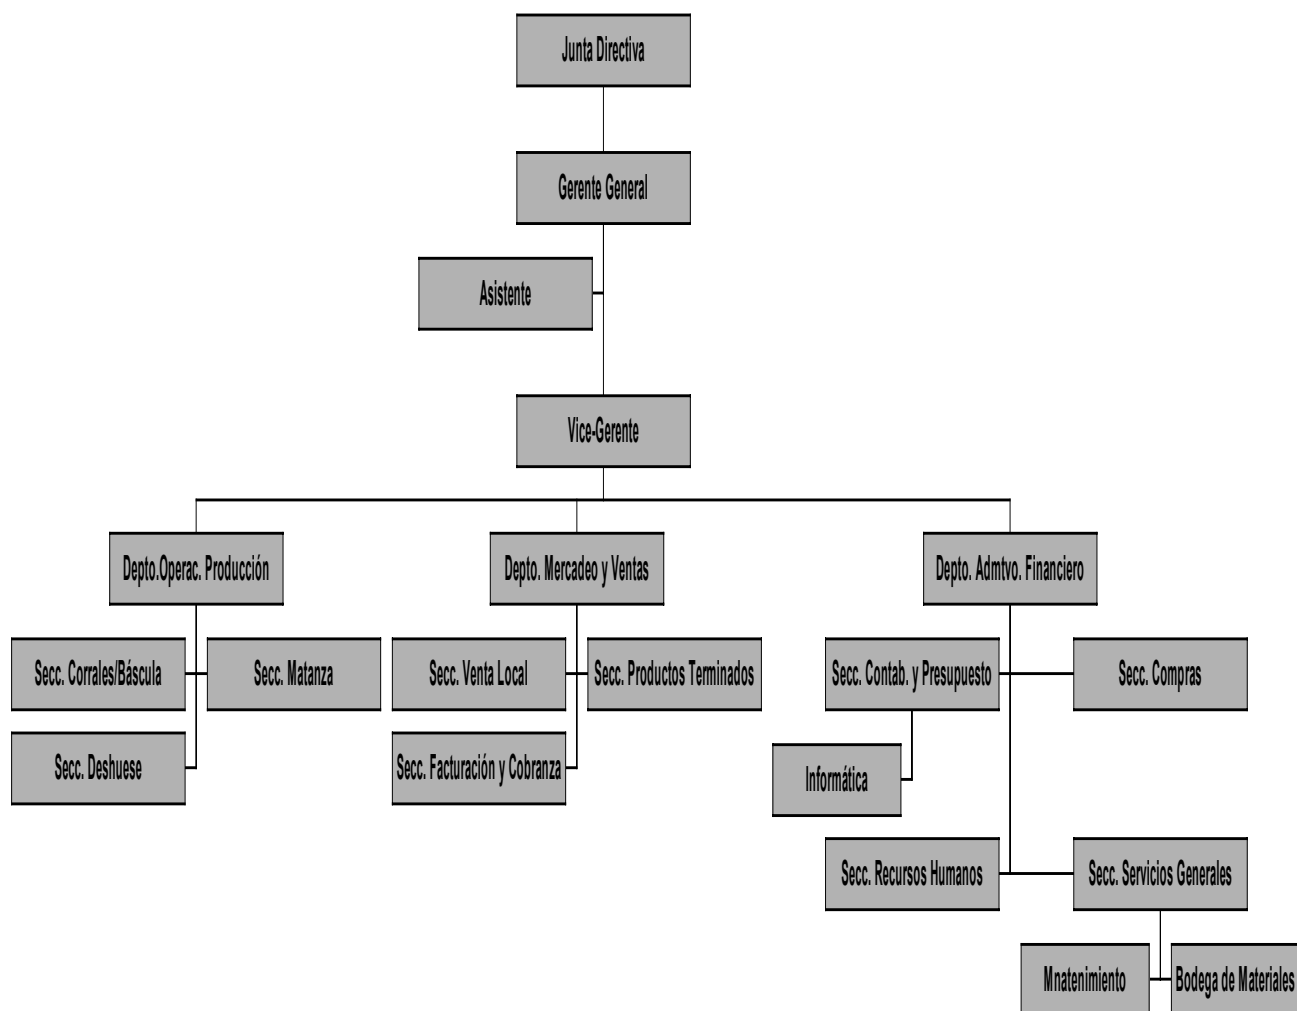 Junta Directiva
Gerente General
Asistente
Vice-Gerente
Depto.Operac. Producción
Depto. Mercadeo y Ventas
Depto. Admtvo. Financiero
Secc. Corrales/Báscula
Secc. Matanza
Secc. Venta Local
Secc. Productos Terminados
Secc. Contab. y Presupuesto
Secc. Compras
Secc. Deshuese
Secc. Facturación y Cobranza
Informática
Secc. Recursos Humanos
Secc. Servicios Generales
Mnatenimiento
Bodega de Materiales